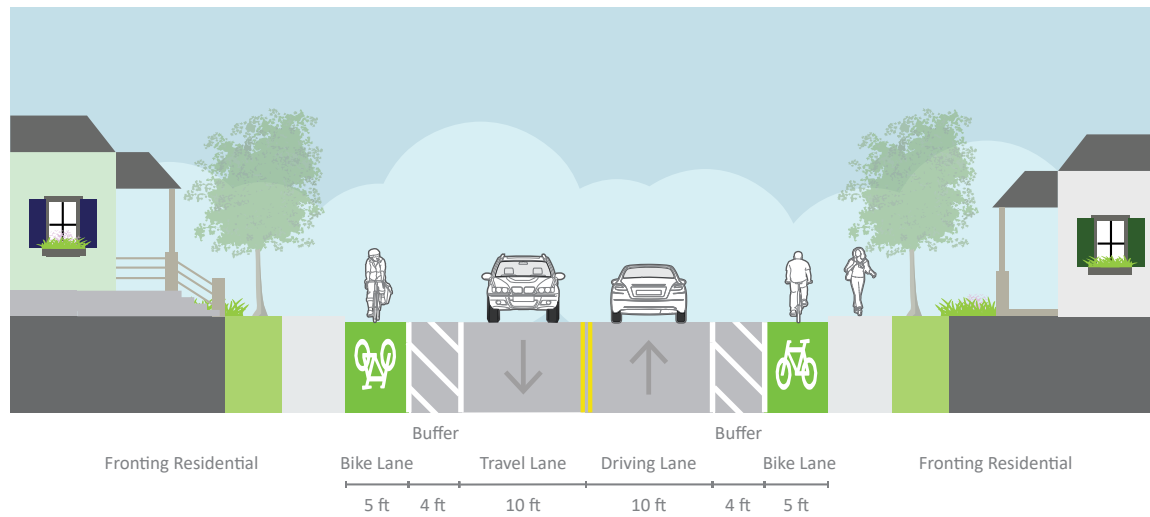 Buffer Buffer
Fronting Residential Bike Lane Travel Lane Driving Lane Bike Lane Fronting Residential
5 ft 4 ft 10 ft 10 ft 4 ft 5 ft